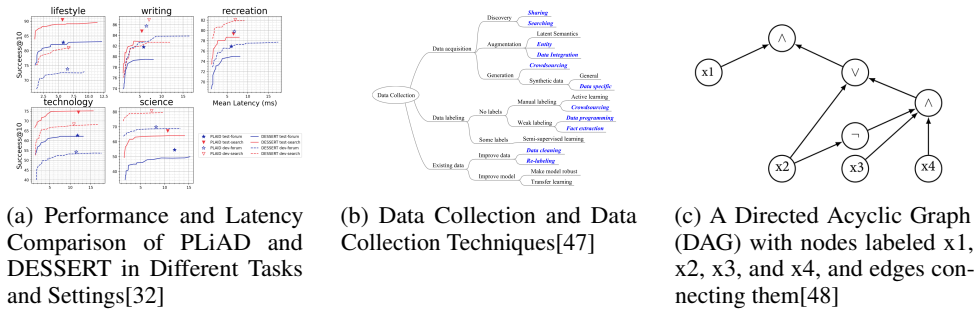 lifestyle
writing
recreation
Success@10
Mean Latency (ms)
technology
science
Success@10
PLAID test-forum
PLAID test-search
PLAID dev-forum
PLAID dev-search
DESSERT test-forum
DESSERT test-search
DESSERT dev-forum
DESSERT dev-search
(a) Performance and Latency
Comparison of PLiAD and
DESSERT in Different Tasks
and Settings[32]
Data Collection
Data acquisition
Discovery
Sharing
Searching
Augmentation
Latent Semantics
Entity
Data Integration
Generation
Crowdsourcing
Synthetic data
General
Data specific
Data labeling
No labels
Manual labeling
Active learning
Crowdsourcing
Weak labeling
Data programming
Fact extraction
Some labels
Semi-supervised learning
Existing data
Improve data
Data cleaning
Re-labeling
Improve model
Make model robust
Transfer learning
(b) Data Collection and Data
Collection Techniques[47]
∧
x1
∨
∧
¬
x2
x3
x4
(c) A Directed Acyclic Graph
(DAG) with nodes labeled x1,
x2, x3, and x4, and edges con-
necting them[48]